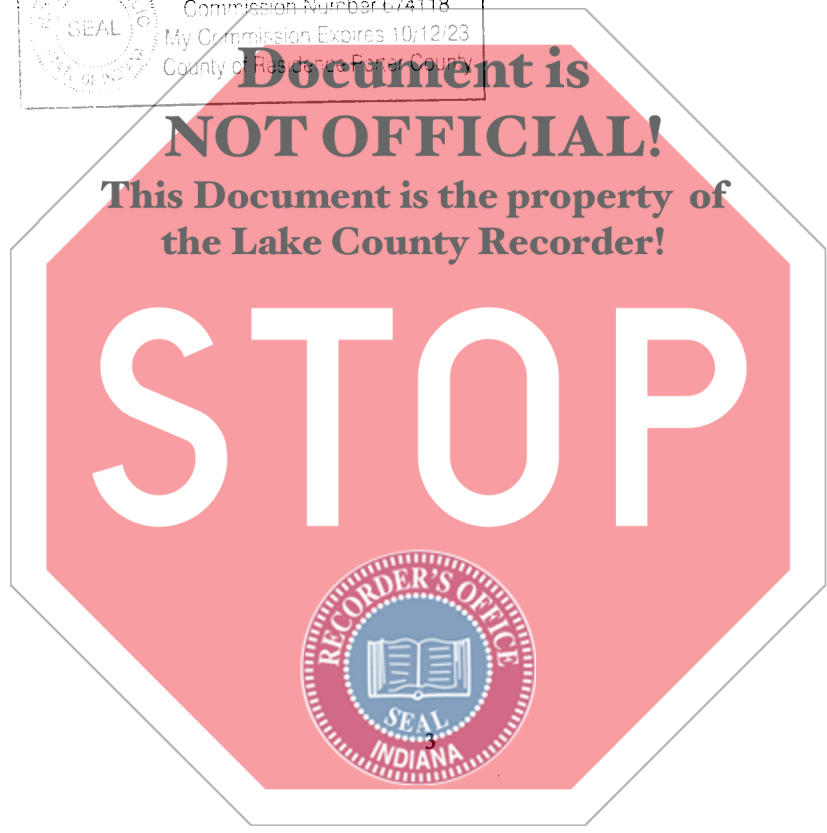 SEAL
Commission Number 674118
My Commission Expires 10/12/23
County of Residence Porter County
Document is
NOT OFFICIAL!
This Document is the property of
the Lake County Recorder!
STOP
RECORDER'S OFFICE
SEAL
INDIANA
3